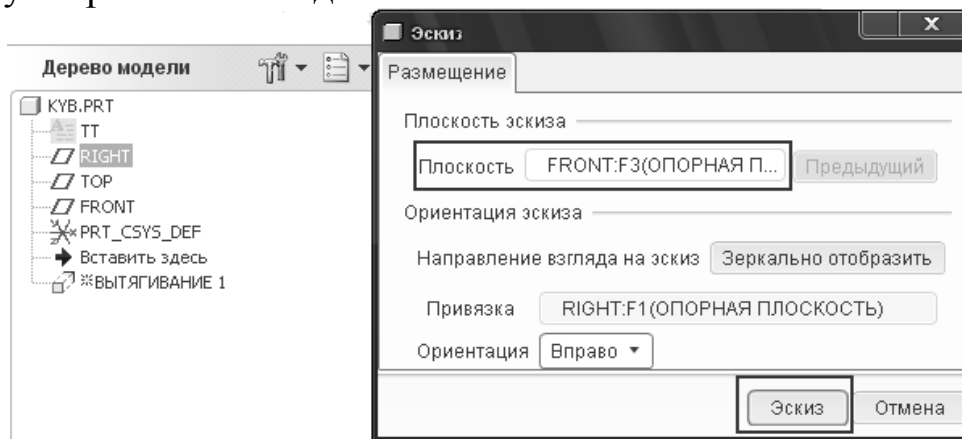 Эскиз
x
Дерево модели
Размещение
KYB.PRT
TT
RIGHT
TOP
FRONT
PRT_CSYS_DEF
Вставить здесь
ВЫТЯГИВАНИЕ 1
Плоскость эскиза
Плоскость FRONT:F3(ОПОРНАЯ П... Предыдущий
Ориентация эскиза
Направление взгляда на эскиз Зеркально отобразить
Привязка RIGHT:F1(ОПОРНАЯ ПЛОСКОСТЬ)
Ориентация Вправо
Эскиз Отмена